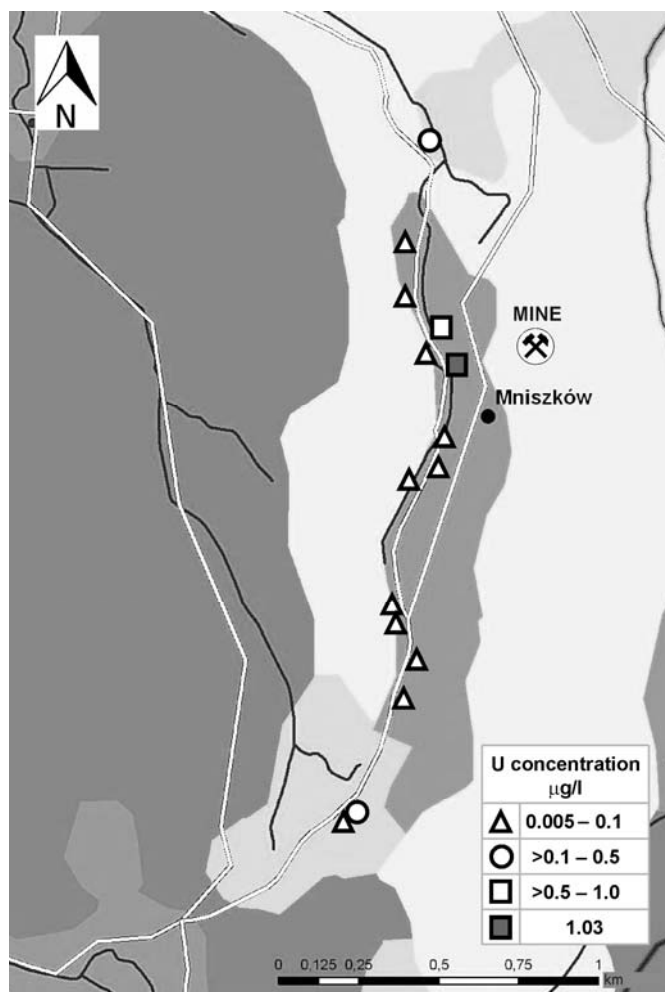 N
MINE
Mniszków
U concentration
µg/l
0.005 – 0.1
>0.1 – 0.5
>0.5 – 1.0
1.03
0 0,125 0,25 0,5 0,75 1
km